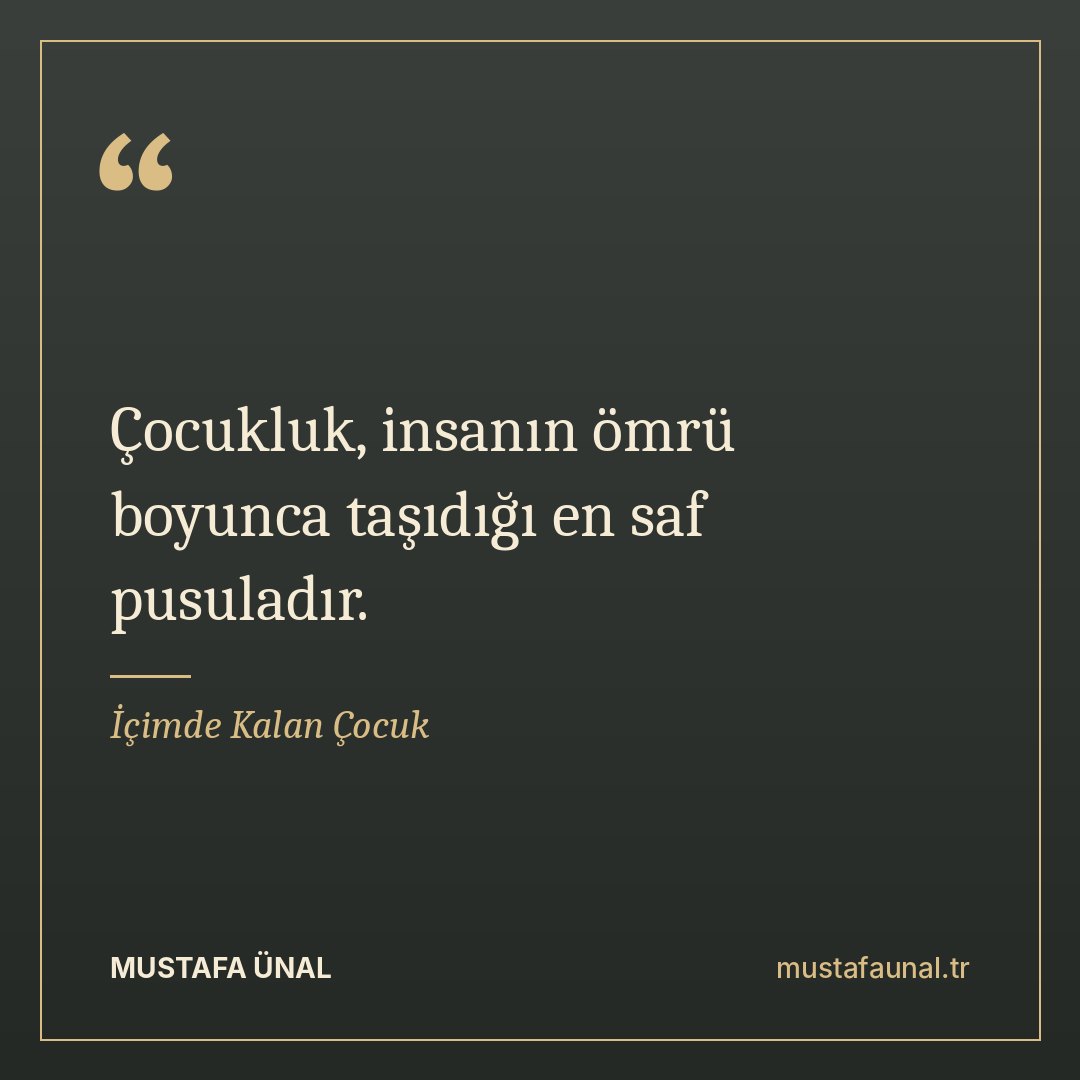 “
Çocukluk, insanın ömrü
boyunca taşıdığı en saf
pusuladır.
İçimde Kalan Çocuk
MUSTAFA ÜNAL
mustafaunal.tr